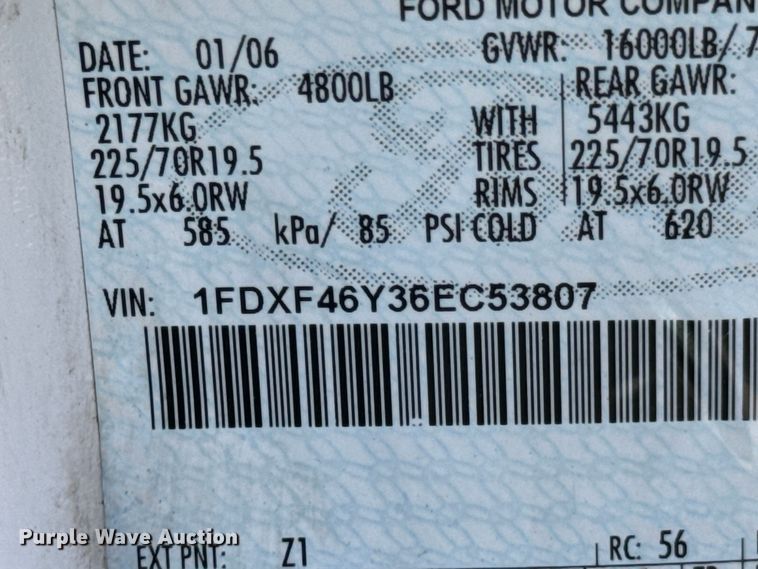 FORD MOTOR COMPAN
DATE: 01/06 GVWR: 16000LB/ 7
FRONT GAWR: 4800LB REAR GAWR:
2177KG WITH 5443KG
225/70R19.5 TIRES 225/70R19.5
19.5x6.0RW RIMS 19.5x6.0RW
AT 585 kPa/ 85 PSI COLD AT 620
VIN: 1FDXF46Y36EC53807
Purple Wave Auction
EXT PNT: Z1 RC: 56